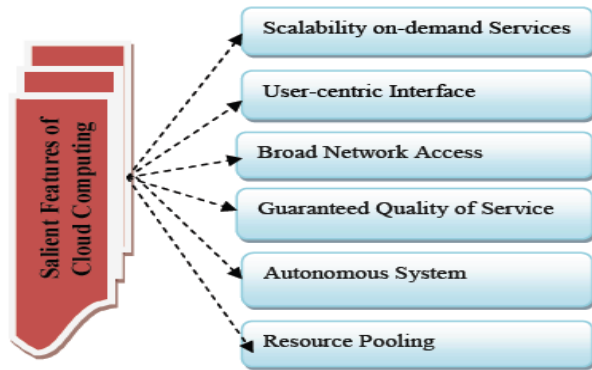 Salient Features of
Cloud Computing
Scalability on-demand Services
User-centric Interface
Broad Network Access
Guaranteed Quality of Service
Autonomous System
Resource Pooling